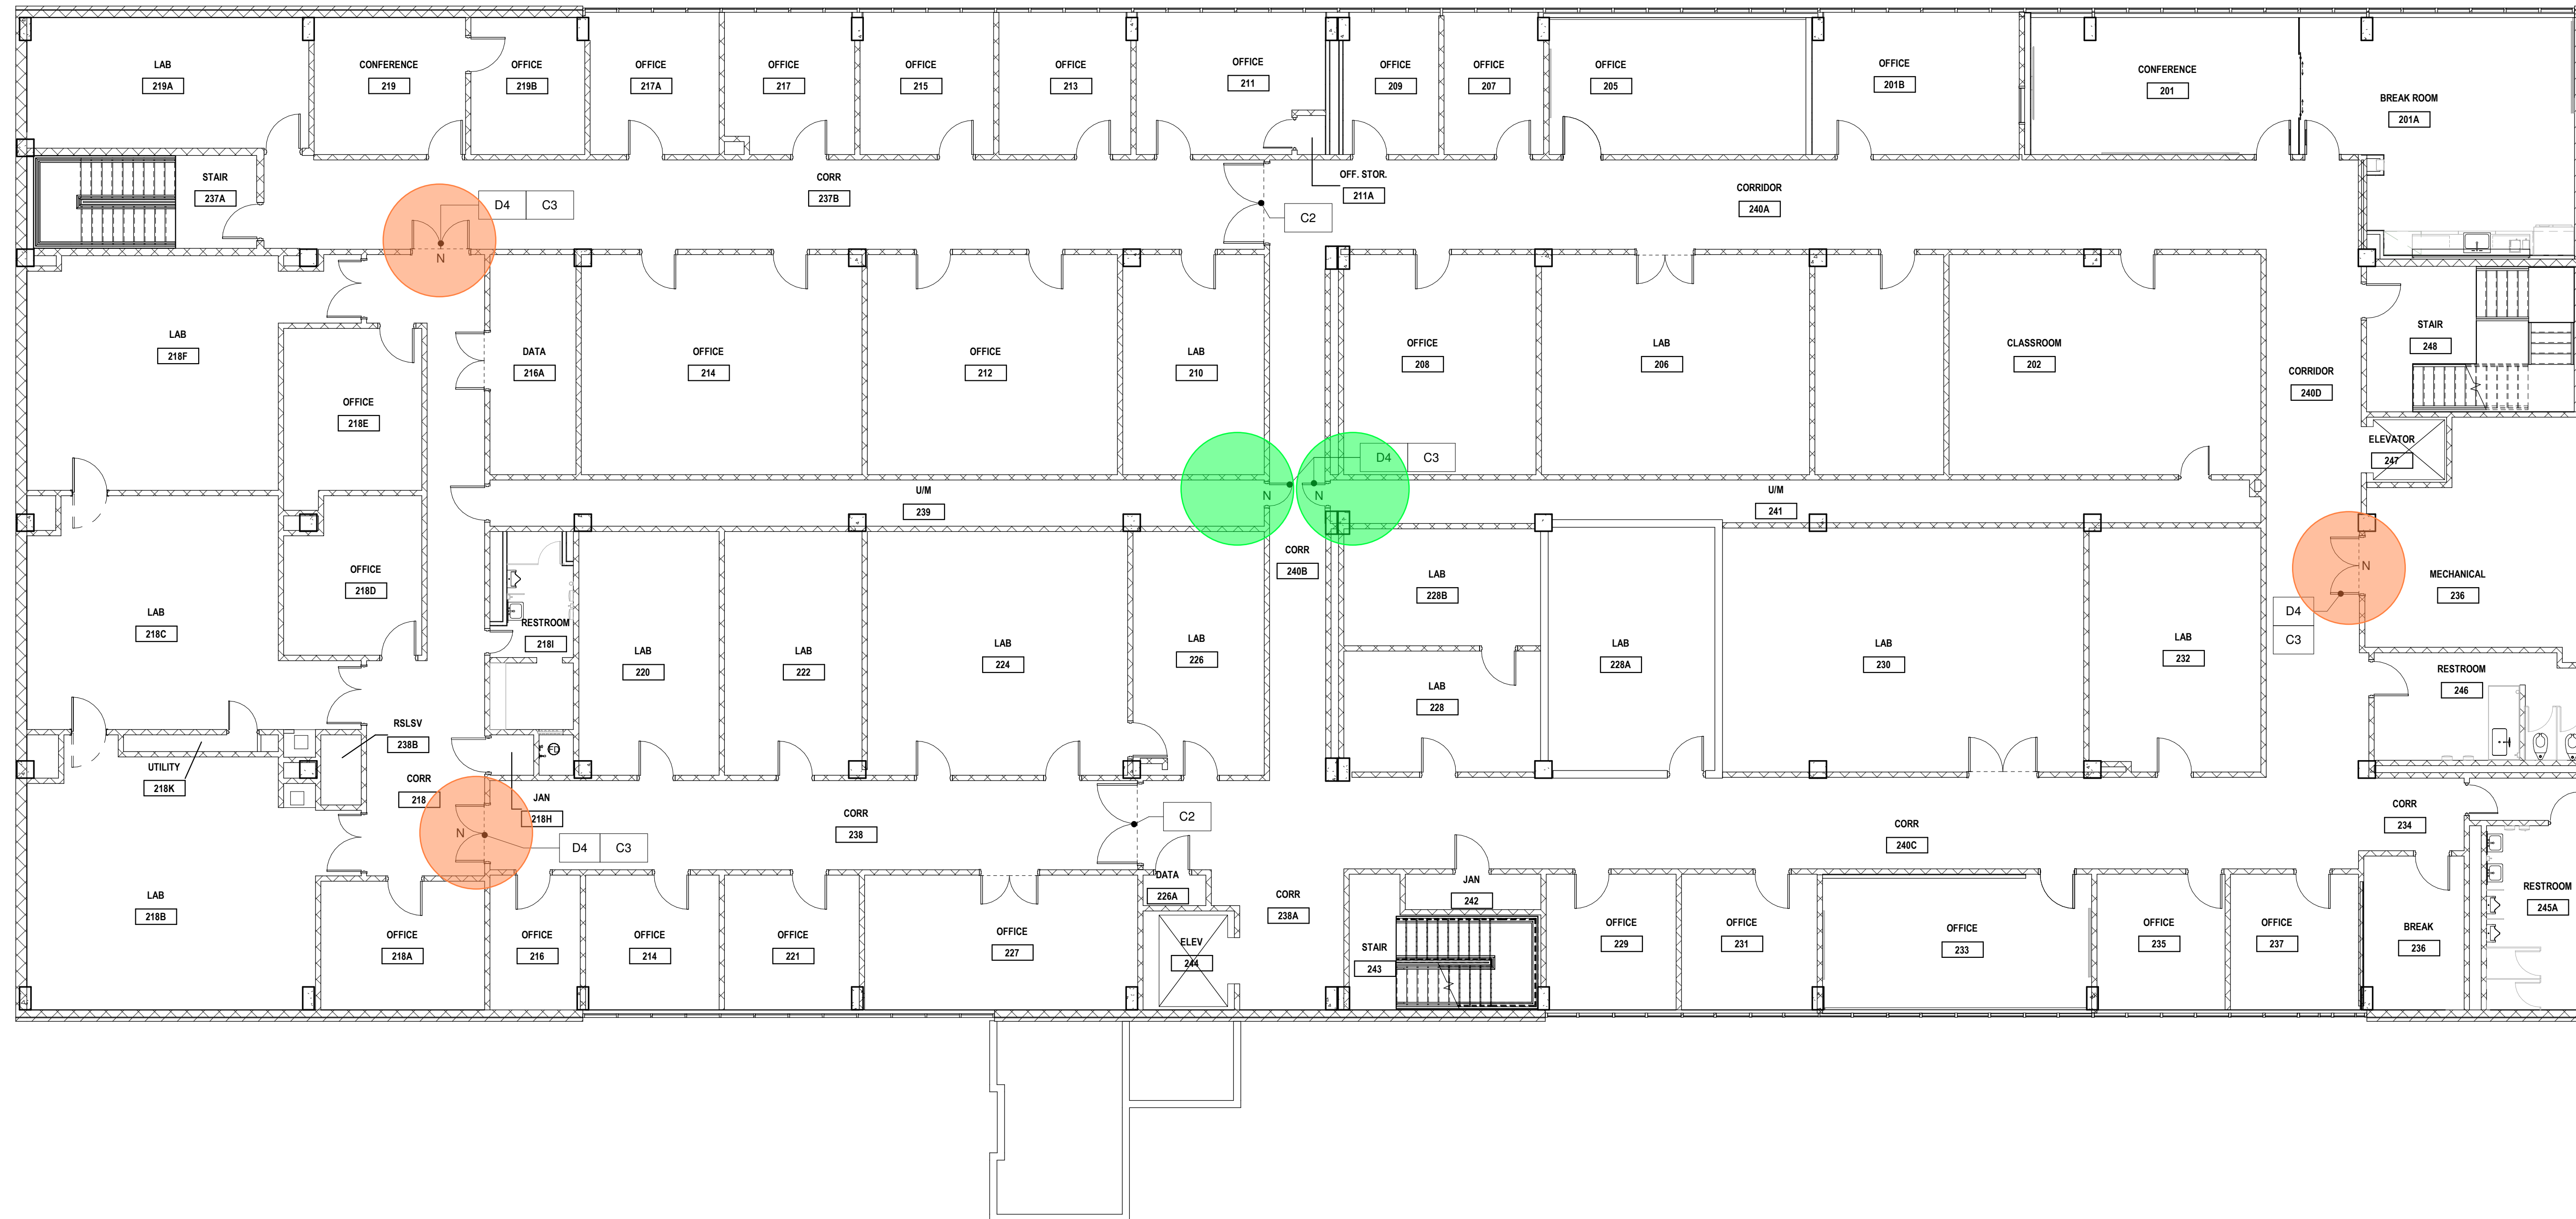 LAB
219A
CONFERENCE
219
OFFICE
219B
OFFICE
217A
OFFICE
217
OFFICE
215
OFFICE
213
OFFICE
211
OFFICE
209
OFFICE
207
OFFICE
205
OFFICE
201B
CONFERENCE
201
BREAK ROOM
201A
STAIR
237A
D4 C3
N
CORR
237B
C2
OFF. STOR.
211A
CORRIDOR
240A
LAB
218F
OFFICE
218E
DATA
216A
OFFICE
214
OFFICE
212
LAB
210
OFFICE
208
LAB
206
CLASSROOM
202
CORRIDOR
240D
STAIR
248
ELEVATOR
247
D4 C3
N
N
U/M
239
U/M
241
CORR
240B
OFFICE
218D
LAB
218C
RESTROOM
218I
LAB
220
LAB
222
LAB
224
LAB
226
LAB
228B
LAB
228
LAB
228A
LAB
230
LAB
232
N
D4
C3
MECHANICAL
236
RESTROOM
246
RSLSV
238B
UTILITY
218K
CORR
218
FD
JAN
218H
N
D4 C3
CORR
238
C2
CORR
240C
CORR
234
LAB
218B
OFFICE
218A
OFFICE
216
OFFICE
214
OFFICE
221
OFFICE
227
DATA
226A
ELEV
244
CORR
238A
STAIR
243
JAN
242
OFFICE
229
OFFICE
231
OFFICE
233
OFFICE
235
OFFICE
237
BREAK
236
RESTROOM
245A